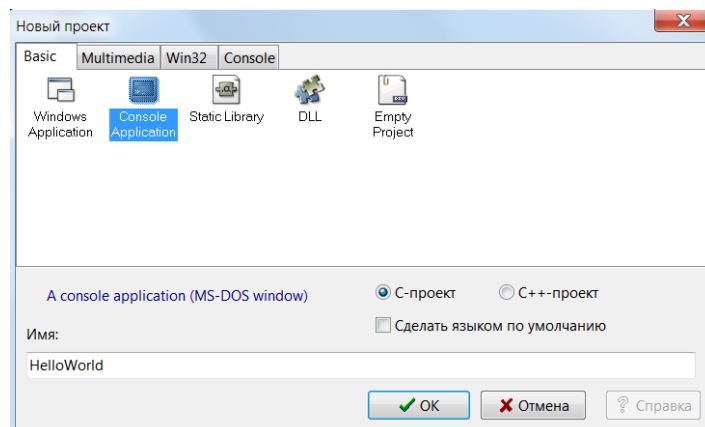 Новый проект
Basic Multimedia Win32 Console
Windows Application
Console Application
Static Library
DLL
Empty Project
A console application (MS-DOS window)
С-проект С++-проект
Сделать языком по умолчанию
Имя:
HelloWorld
OK Отмена Справка